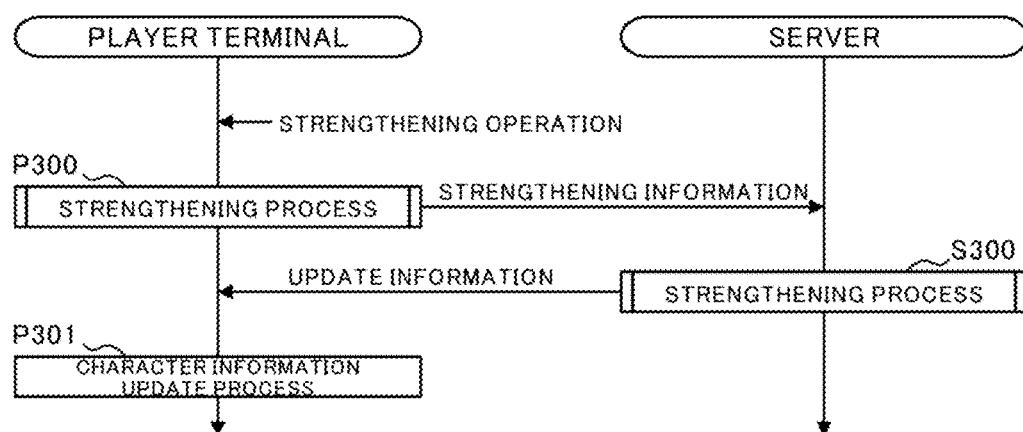 PLAYER TERMINAL
SERVER
STRENGTHENING OPERATION
P300
STRENGTHENING PROCESS
STRENGTHENING INFORMATION
S300
UPDATE INFORMATION
STRENGTHENING PROCESS
P301
CHARACTER INFORMATION
UPDATE PROCESS